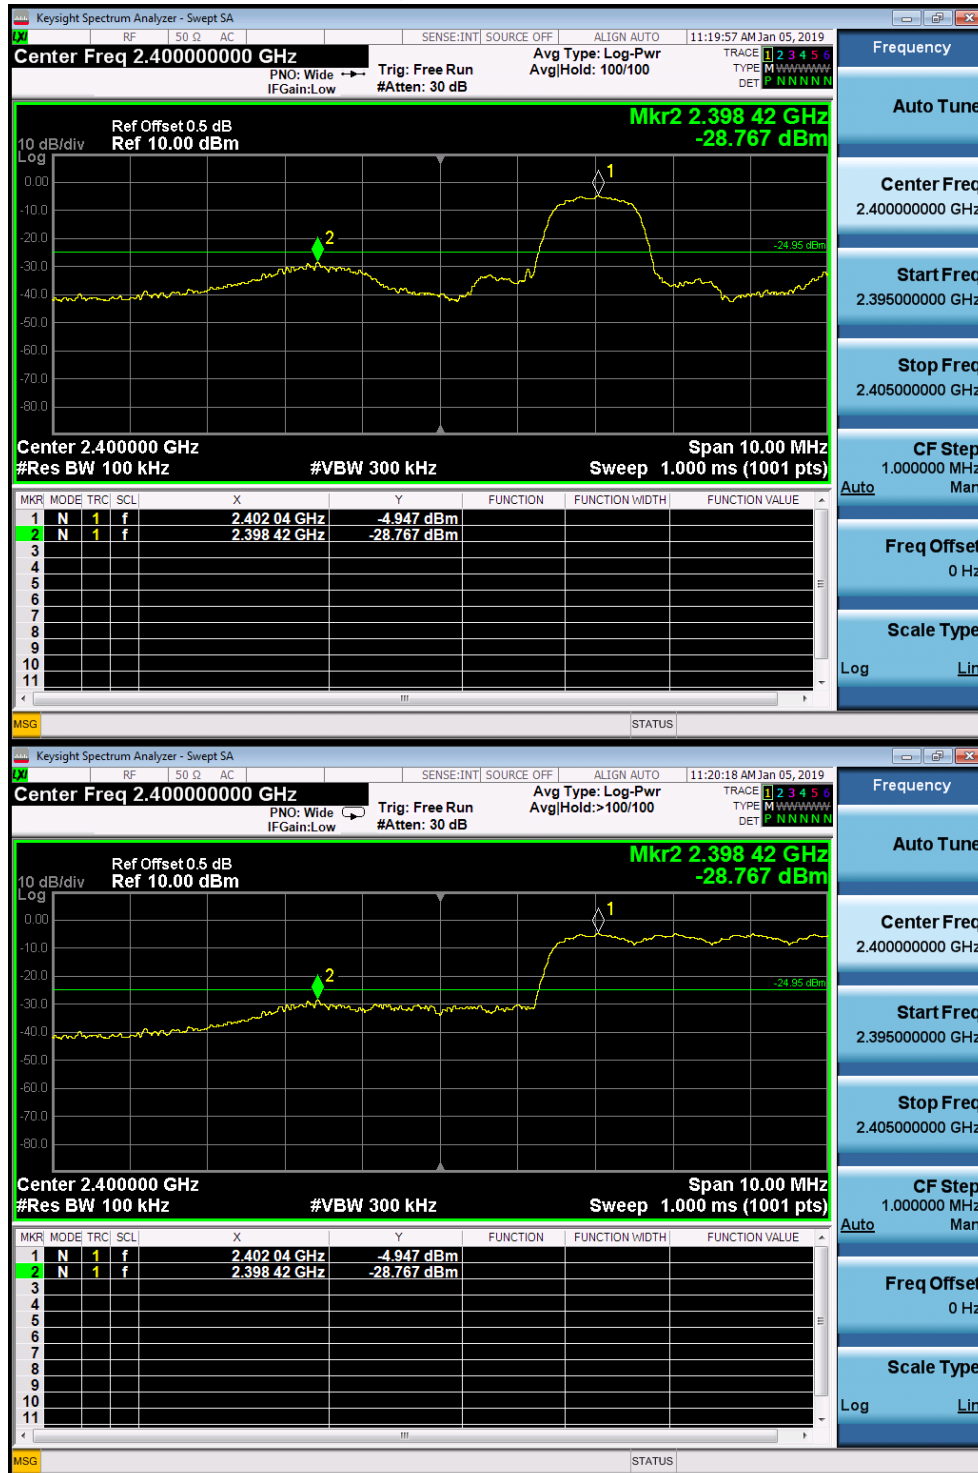 Keysight Spectrum Analyzer - Swept SA
LXI RF 50 Ω AC SENSE:INT SOURCE OFF ALIGN AUTO 11:19:57 AM Jan 05, 2019
Center Freq 2.400000000 GHz
PNO: Wide
IFGain:Low
Trig: Free Run
#Atten: 30 dB
Avg Type: Log-Pwr
Avg|Hold: 100/100
TRACE 1 2 3 4 5 6
TYPE M WWWWW
DET P N N N N N
Frequency
Mkr2 2.398 42 GHz
-28.767 dBm
Ref Offset 0.5 dB
10 dB/div Ref 10.00 dBm
Log
1
0.00
-10.0
2
-20.0
-24.95 dBm
-30.0
-40.0
-50.0
-60.0
-70.0
-80.0
Center 2.400000 GHz Span 10.00 MHz
#Res BW 100 kHz #VBW 300 kHz Sweep 1.000 ms (1001 pts)
MKR MODE TRC SCL X Y FUNCTION FUNCTION WIDTH FUNCTION VALUE
1 N 1 f 2.402 04 GHz -4.947 dBm
2 N 1 f 2.398 42 GHz -28.767 dBm
3
4
5
6
7
8
9
10
11
MSG STATUS
Auto Tune
Center Freq
2.400000000 GHz
Start Freq
2.395000000 GHz
Stop Freq
2.405000000 GHz
CF Step
1.000000 MHz
Auto Man
Freq Offset
0 Hz
Scale Type
Log Lin
Keysight Spectrum Analyzer - Swept SA
LXI RF 50 Ω AC SENSE:INT SOURCE OFF ALIGN AUTO 11:20:18 AM Jan 05, 2019
Center Freq 2.400000000 GHz
PNO: Wide
IFGain:Low
Trig: Free Run
#Atten: 30 dB
Avg Type: Log-Pwr
Avg|Hold:>100/100
TRACE 1 2 3 4 5 6
TYPE M WWWWW
DET P N N N N N
Frequency
Mkr2 2.398 42 GHz
-28.767 dBm
Ref Offset 0.5 dB
10 dB/div Ref 10.00 dBm
Log
1
0.00
-10.0
2
-20.0
-24.95 dBm
-30.0
-40.0
-50.0
-60.0
-70.0
-80.0
Center 2.400000 GHz Span 10.00 MHz
#Res BW 100 kHz #VBW 300 kHz Sweep 1.000 ms (1001 pts)
MKR MODE TRC SCL X Y FUNCTION FUNCTION WIDTH FUNCTION VALUE
1 N 1 f 2.402 04 GHz -4.947 dBm
2 N 1 f 2.398 42 GHz -28.767 dBm
3
4
5
6
7
8
9
10
11
MSG STATUS
Auto Tune
Center Freq
2.400000000 GHz
Start Freq
2.395000000 GHz
Stop Freq
2.405000000 GHz
CF Step
1.000000 MHz
Auto Man
Freq Offset
0 Hz
Scale Type
Log Lin